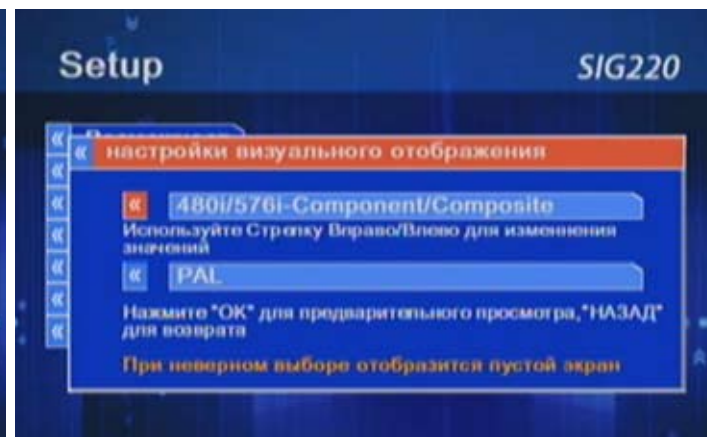 Setup
SIG220
настройки визуального отображения
480i/576i-Component/Composite
Используйте Стрелку Вправо/Влево для изменнения
значений
PAL
Нажмите "ОК" для предварительного просмотра,"НАЗАД"
для возврата
При неверном выборе отобразится пустой экран